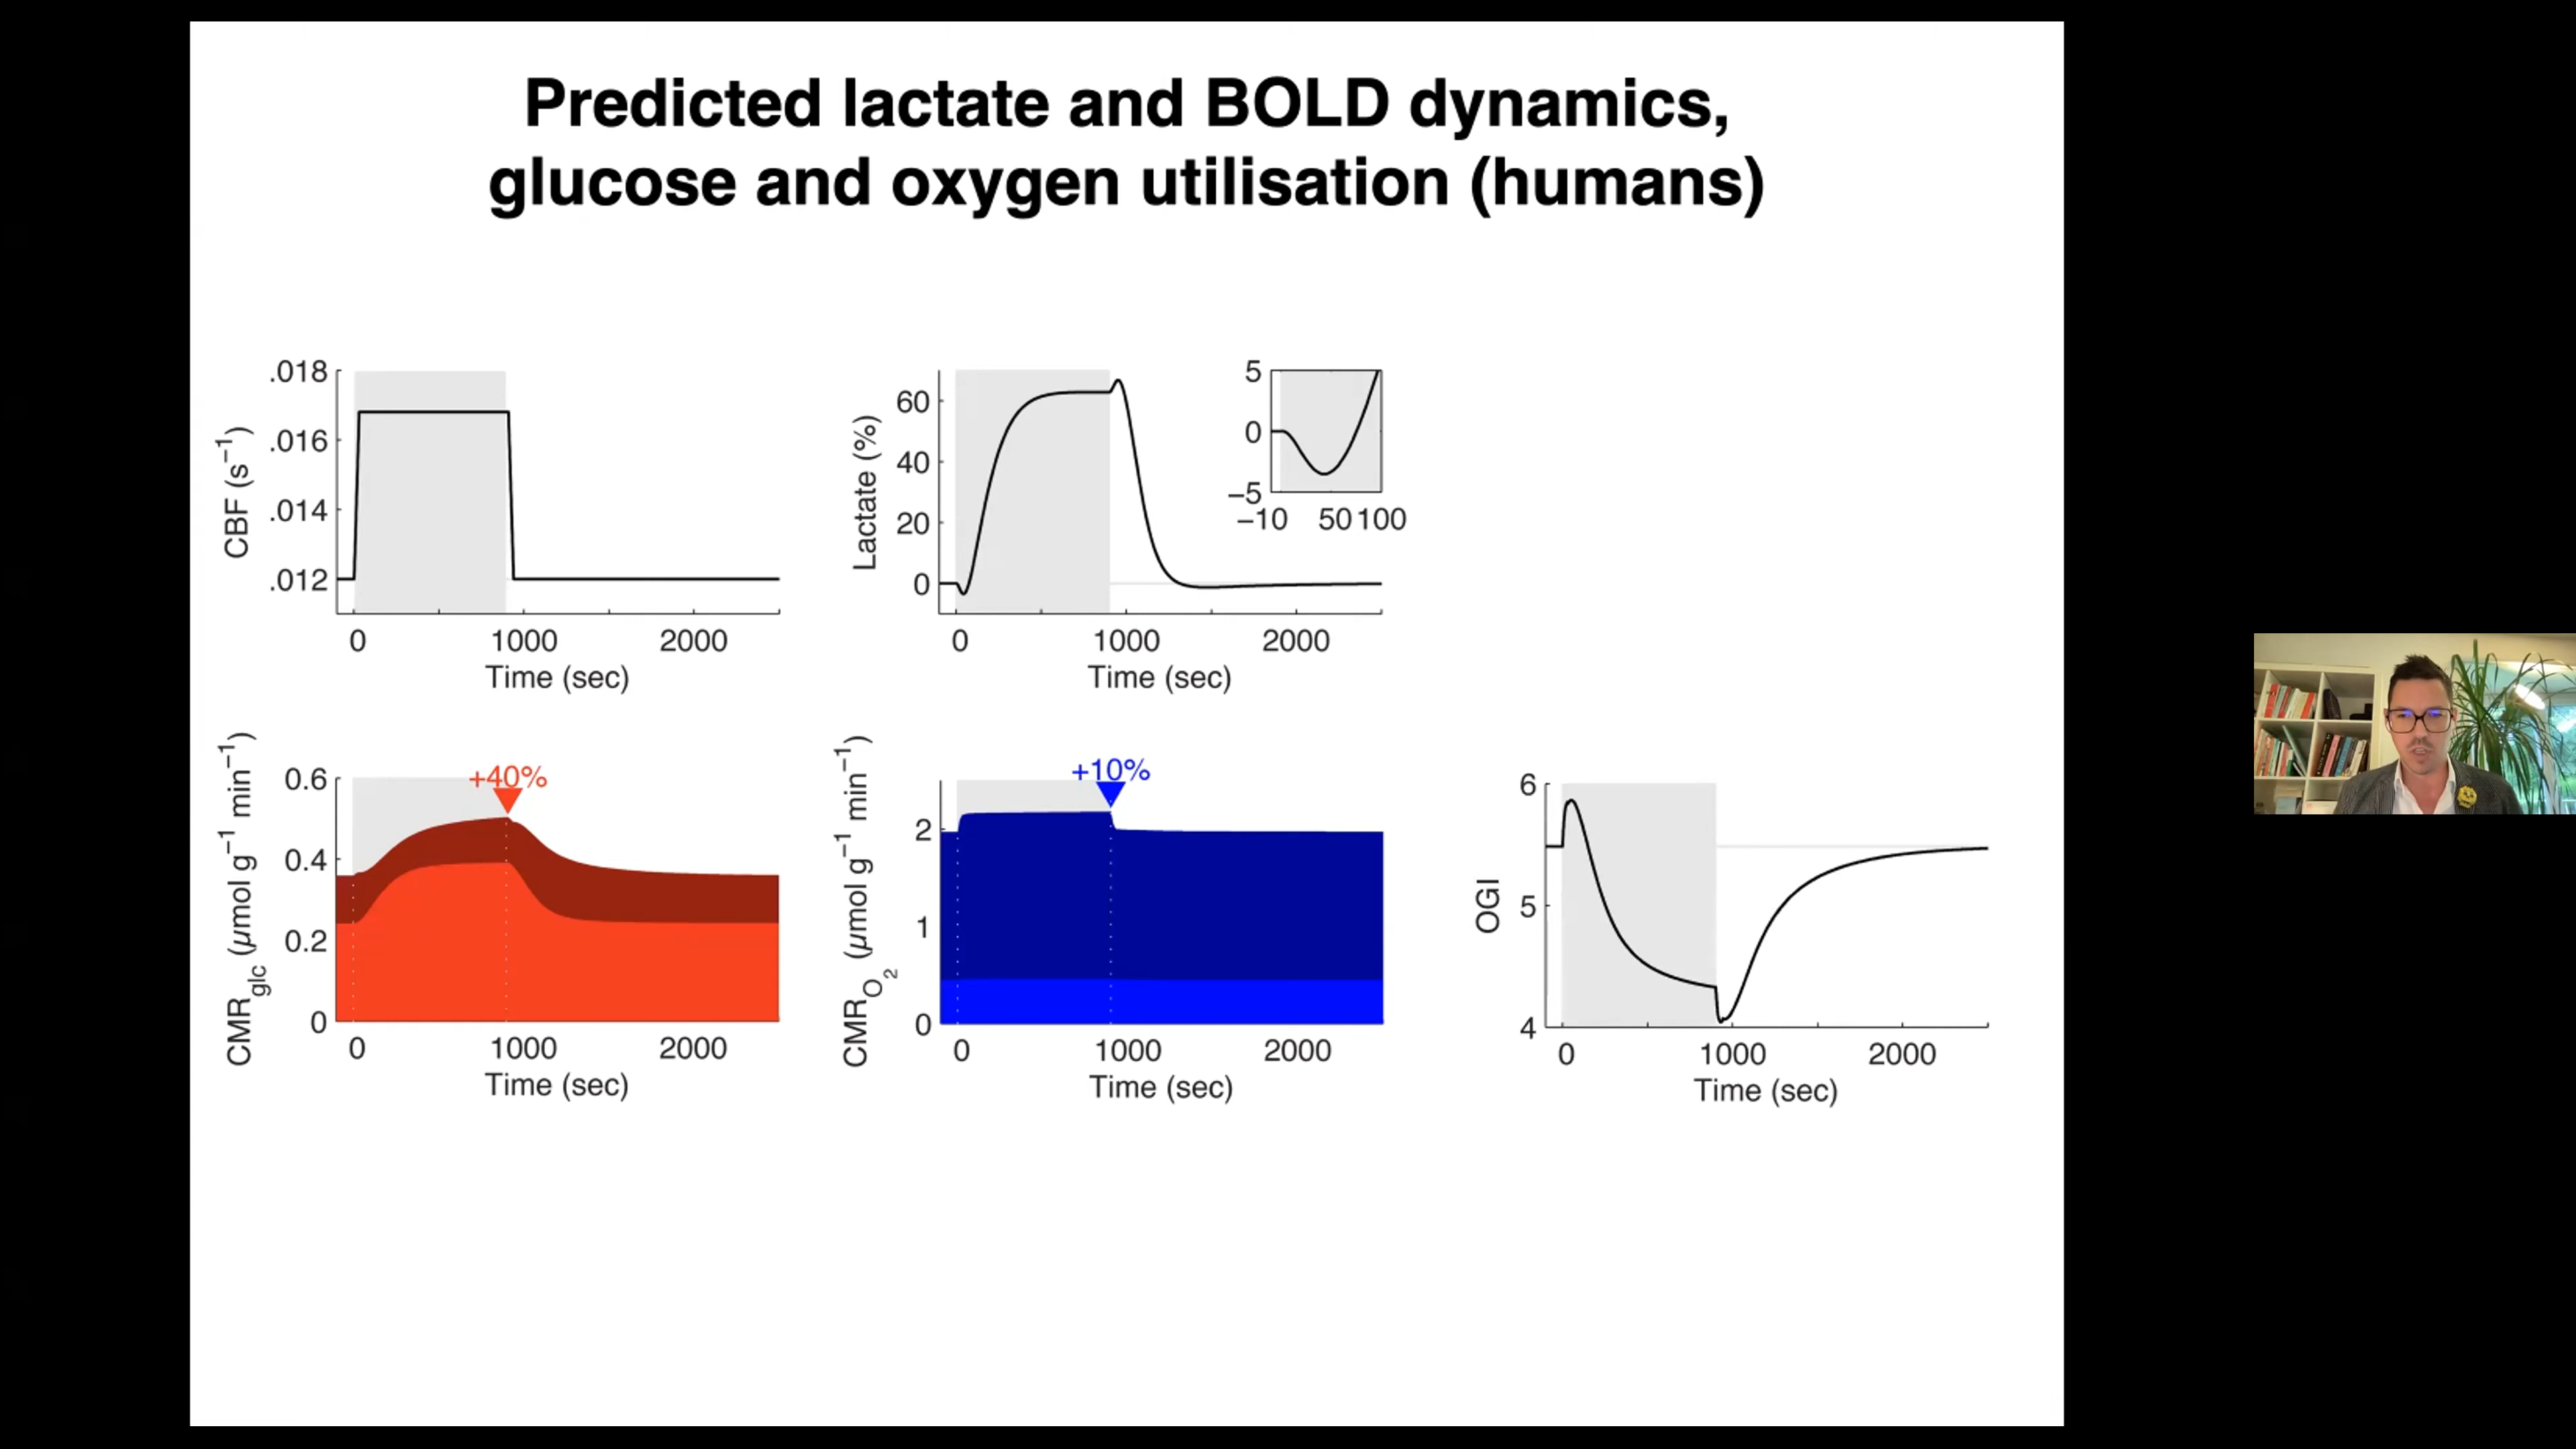 Predicted lactate and BOLD dynamics,
glucose and oxygen utilisation (humans)
.018
.016
.014
.012
CBF (s⁻¹)
0 1000 2000
Time (sec)
60
40
20
0
Lactate (%)
0 1000 2000
Time (sec)
5
0
−5
−10 50 100
+40%
0.6
0.4
0.2
0
CMRglc (µmol g⁻¹ min⁻¹)
0 1000 2000
Time (sec)
+10%
2
1
0
CMRO₂ (µmol g⁻¹ min⁻¹)
0 1000 2000
Time (sec)
6
5
4
OGI
0 1000 2000
Time (sec)